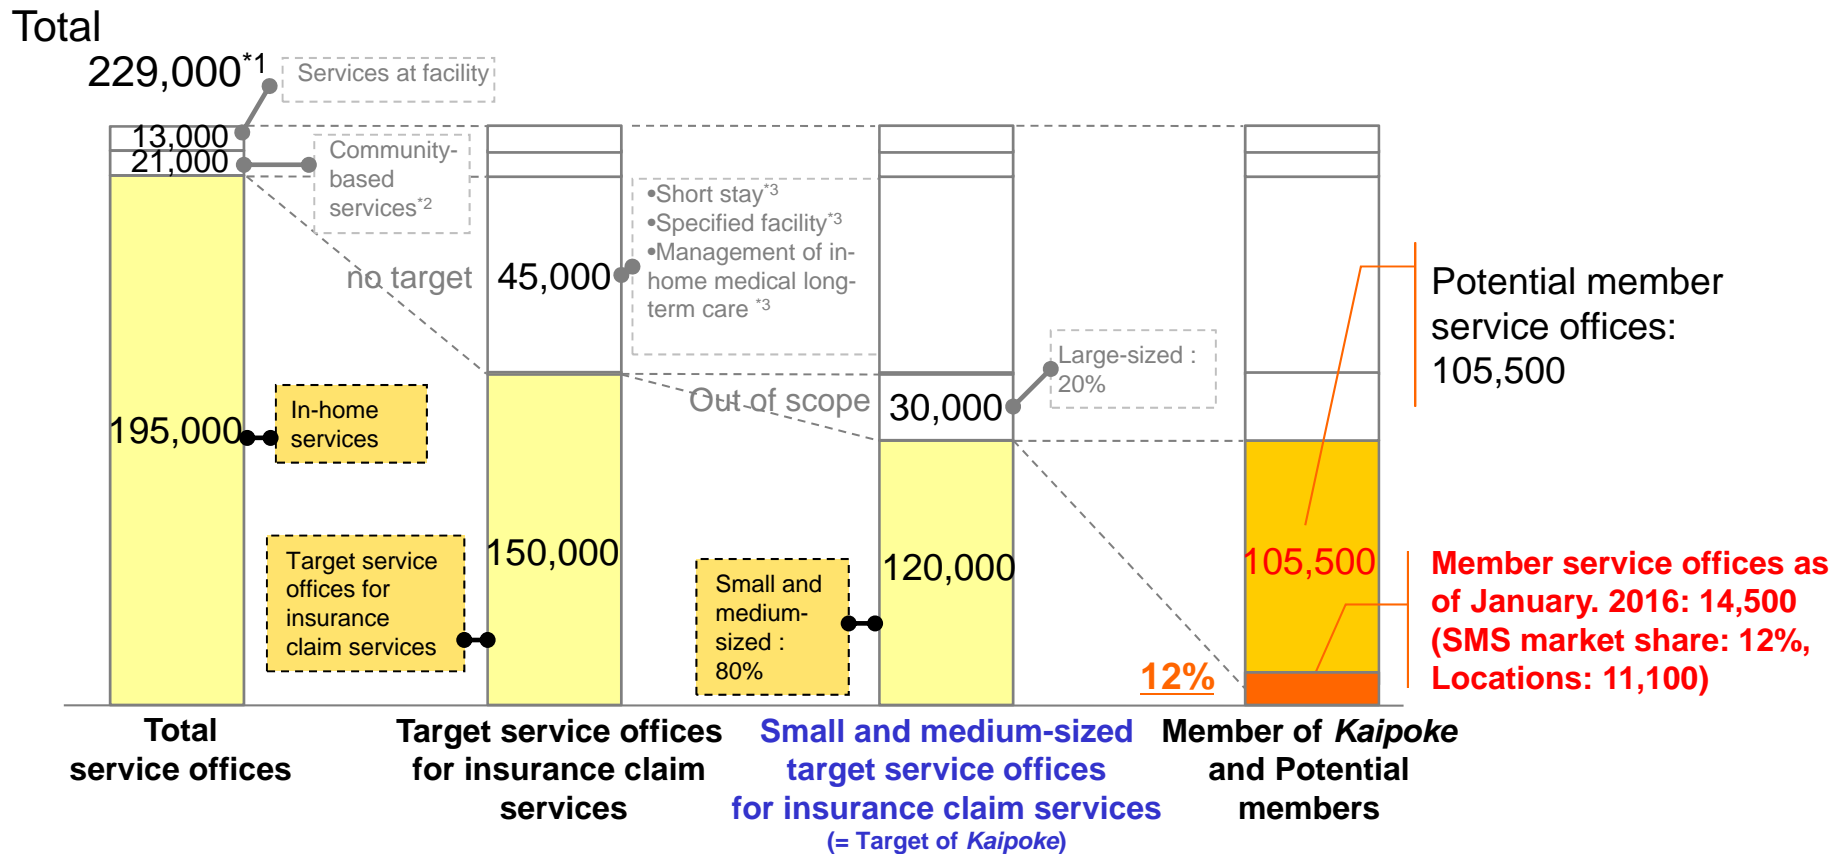 Total
229,000*1
Services at facility
13,000
21,000
Community-
based
services*2
•Short stay*3
•Specified facility*3
•Management of in-
home medical long-
term care *3
no target
45,000
Potential member
service offices:
105,500
Large-sized :
20%
Out of scope
30,000
In-home
services
195,000
Target service
offices for
insurance
claim services
150,000
Small and
medium-
sized :
80%
120,000
105,500
Member service offices as
of January. 2016: 14,500
(SMS market share: 12%,
Locations: 11,100)
12%
Total
service offices
Target service offices
for insurance claim
services
Small and medium-sized
target service offices
for insurance claim services
(= Target of Kaipoke)
Member of Kaipoke
and Potential
members